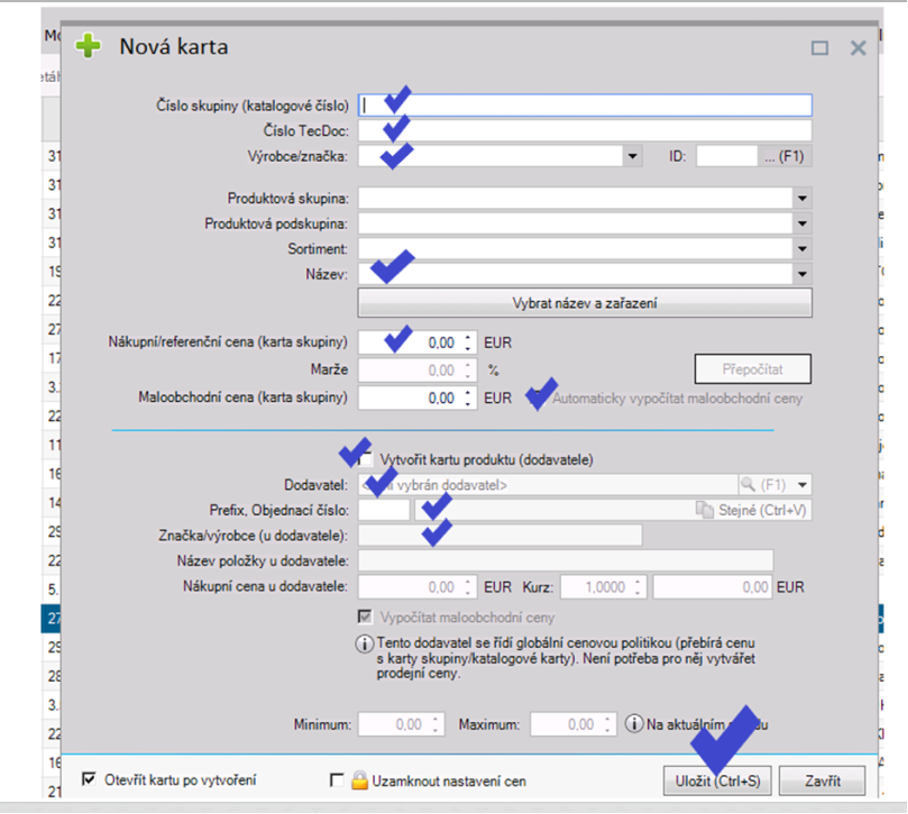 Nová karta
Číslo skupiny (katalogové číslo)
Číslo TecDoc:
Výrobce/značka: ID: ... (F1)
Produktová skupina:
Produktová podskupina:
Sortiment:
Název:
Vybrat název a zařazení
Nákupní/referenční cena (karta skupiny) 0,00 EUR
Marže 0,00 % Přepočítat
Maloobchodní cena (karta skupiny) 0,00 EUR Automaticky vypočítat maloobchodní ceny
Vytvořit kartu produktu (dodavatele)
Dodavatel: vybrán dodavatel> (F1)
Prefix, Objednací číslo: Stejné (Ctrl+V)
Značka/výrobce (u dodavatele):
Název položky u dodavatele:
Nákupní cena u dodavatele: 0,00 EUR Kurz: 1,0000 0,00 EUR
Vypočítat maloobchodní ceny
Tento dodavatel se řídí globální cenovou politikou (přebírá cenu
s karty skupiny/katalogové karty). Není potřeba pro něj vytvářet
prodejní ceny.
Minimum: 0,00 Maximum: 0,00 Na aktuálním
Otevřít kartu po vytvoření Uzamknout nastavení cen Uložit (Ctrl+S) Zavřít